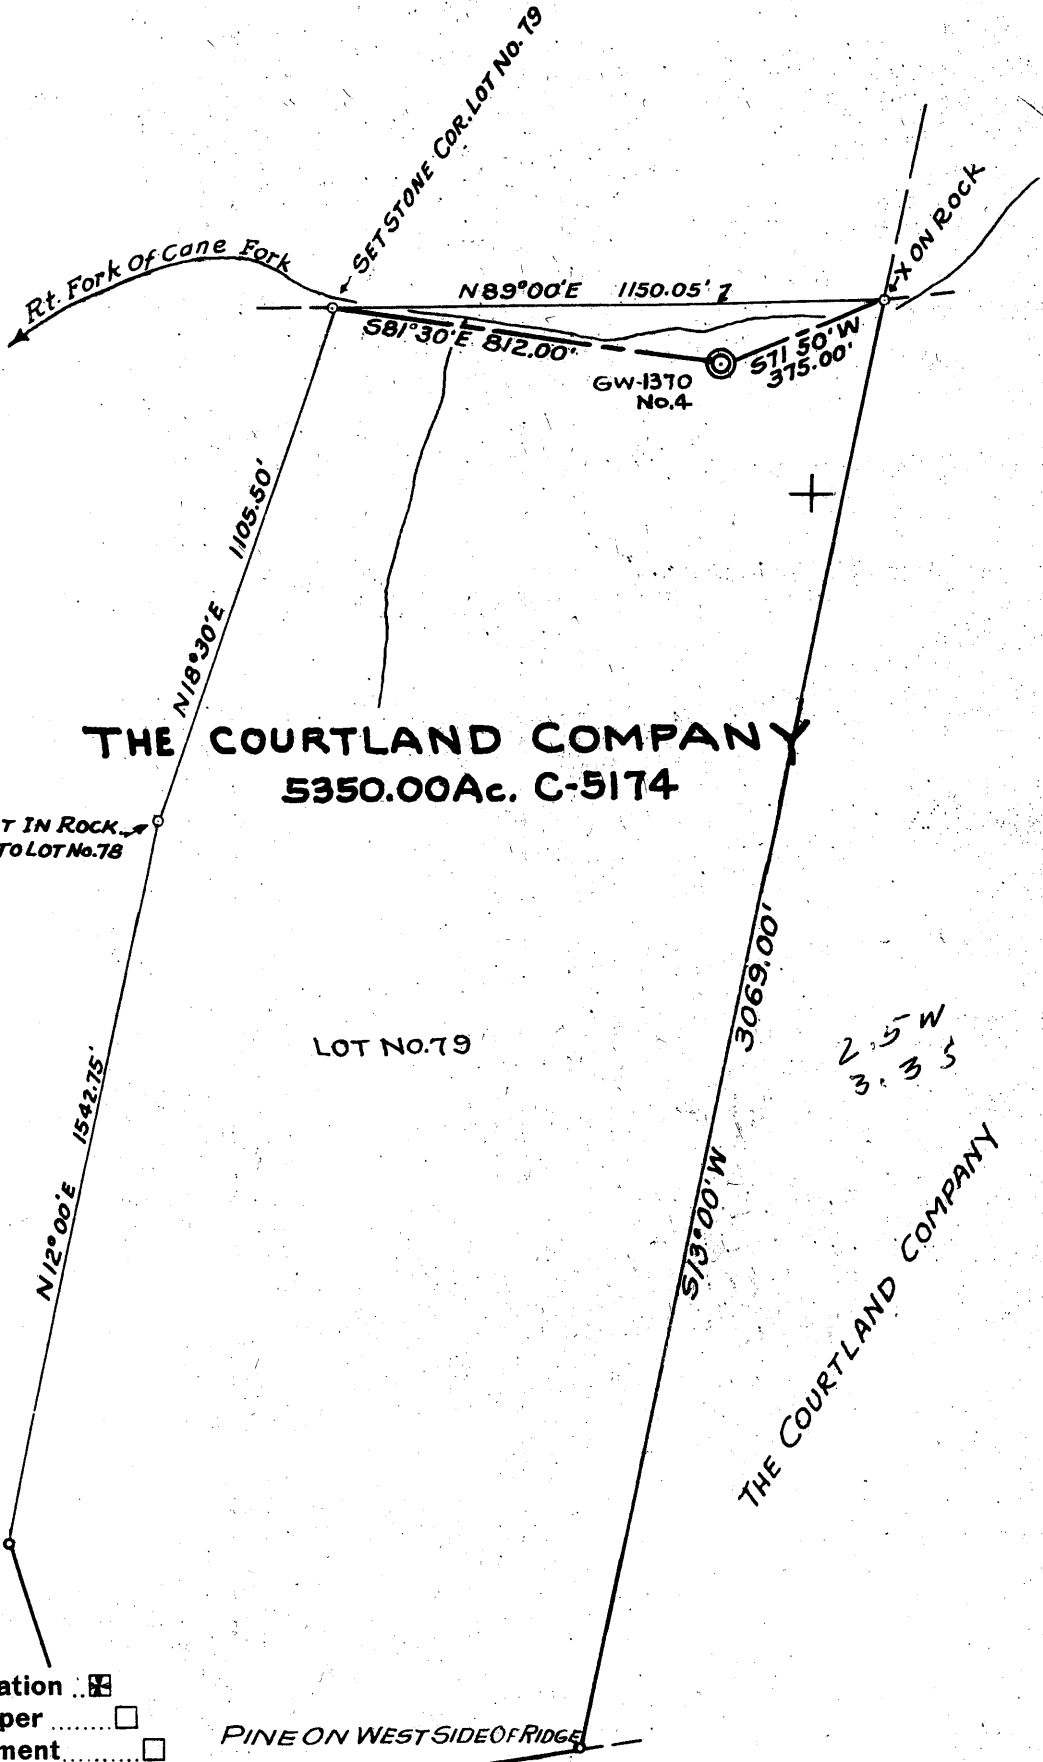 SET STONE COR. LOT No. 79
Rt. Fork Of Cane Fork
X ON ROCK
N89°00'E 1150.05'
S81°30'E 812.00'
S71 50'W
375.00'
GW-1370
No.4
N18°30'E 1105.50'
THE COURTLAND COMPANY
5350.00Ac. C-5174
T IN ROCK
TO LOT No.78
3069.00'
S13°00'W
LOT NO.79
2.5 W
3.3 S
N12°00'E 1542.75'
THE COURTLAND COMPANY
ation
per
ment
PINE ON WEST SIDE OF RIDGE